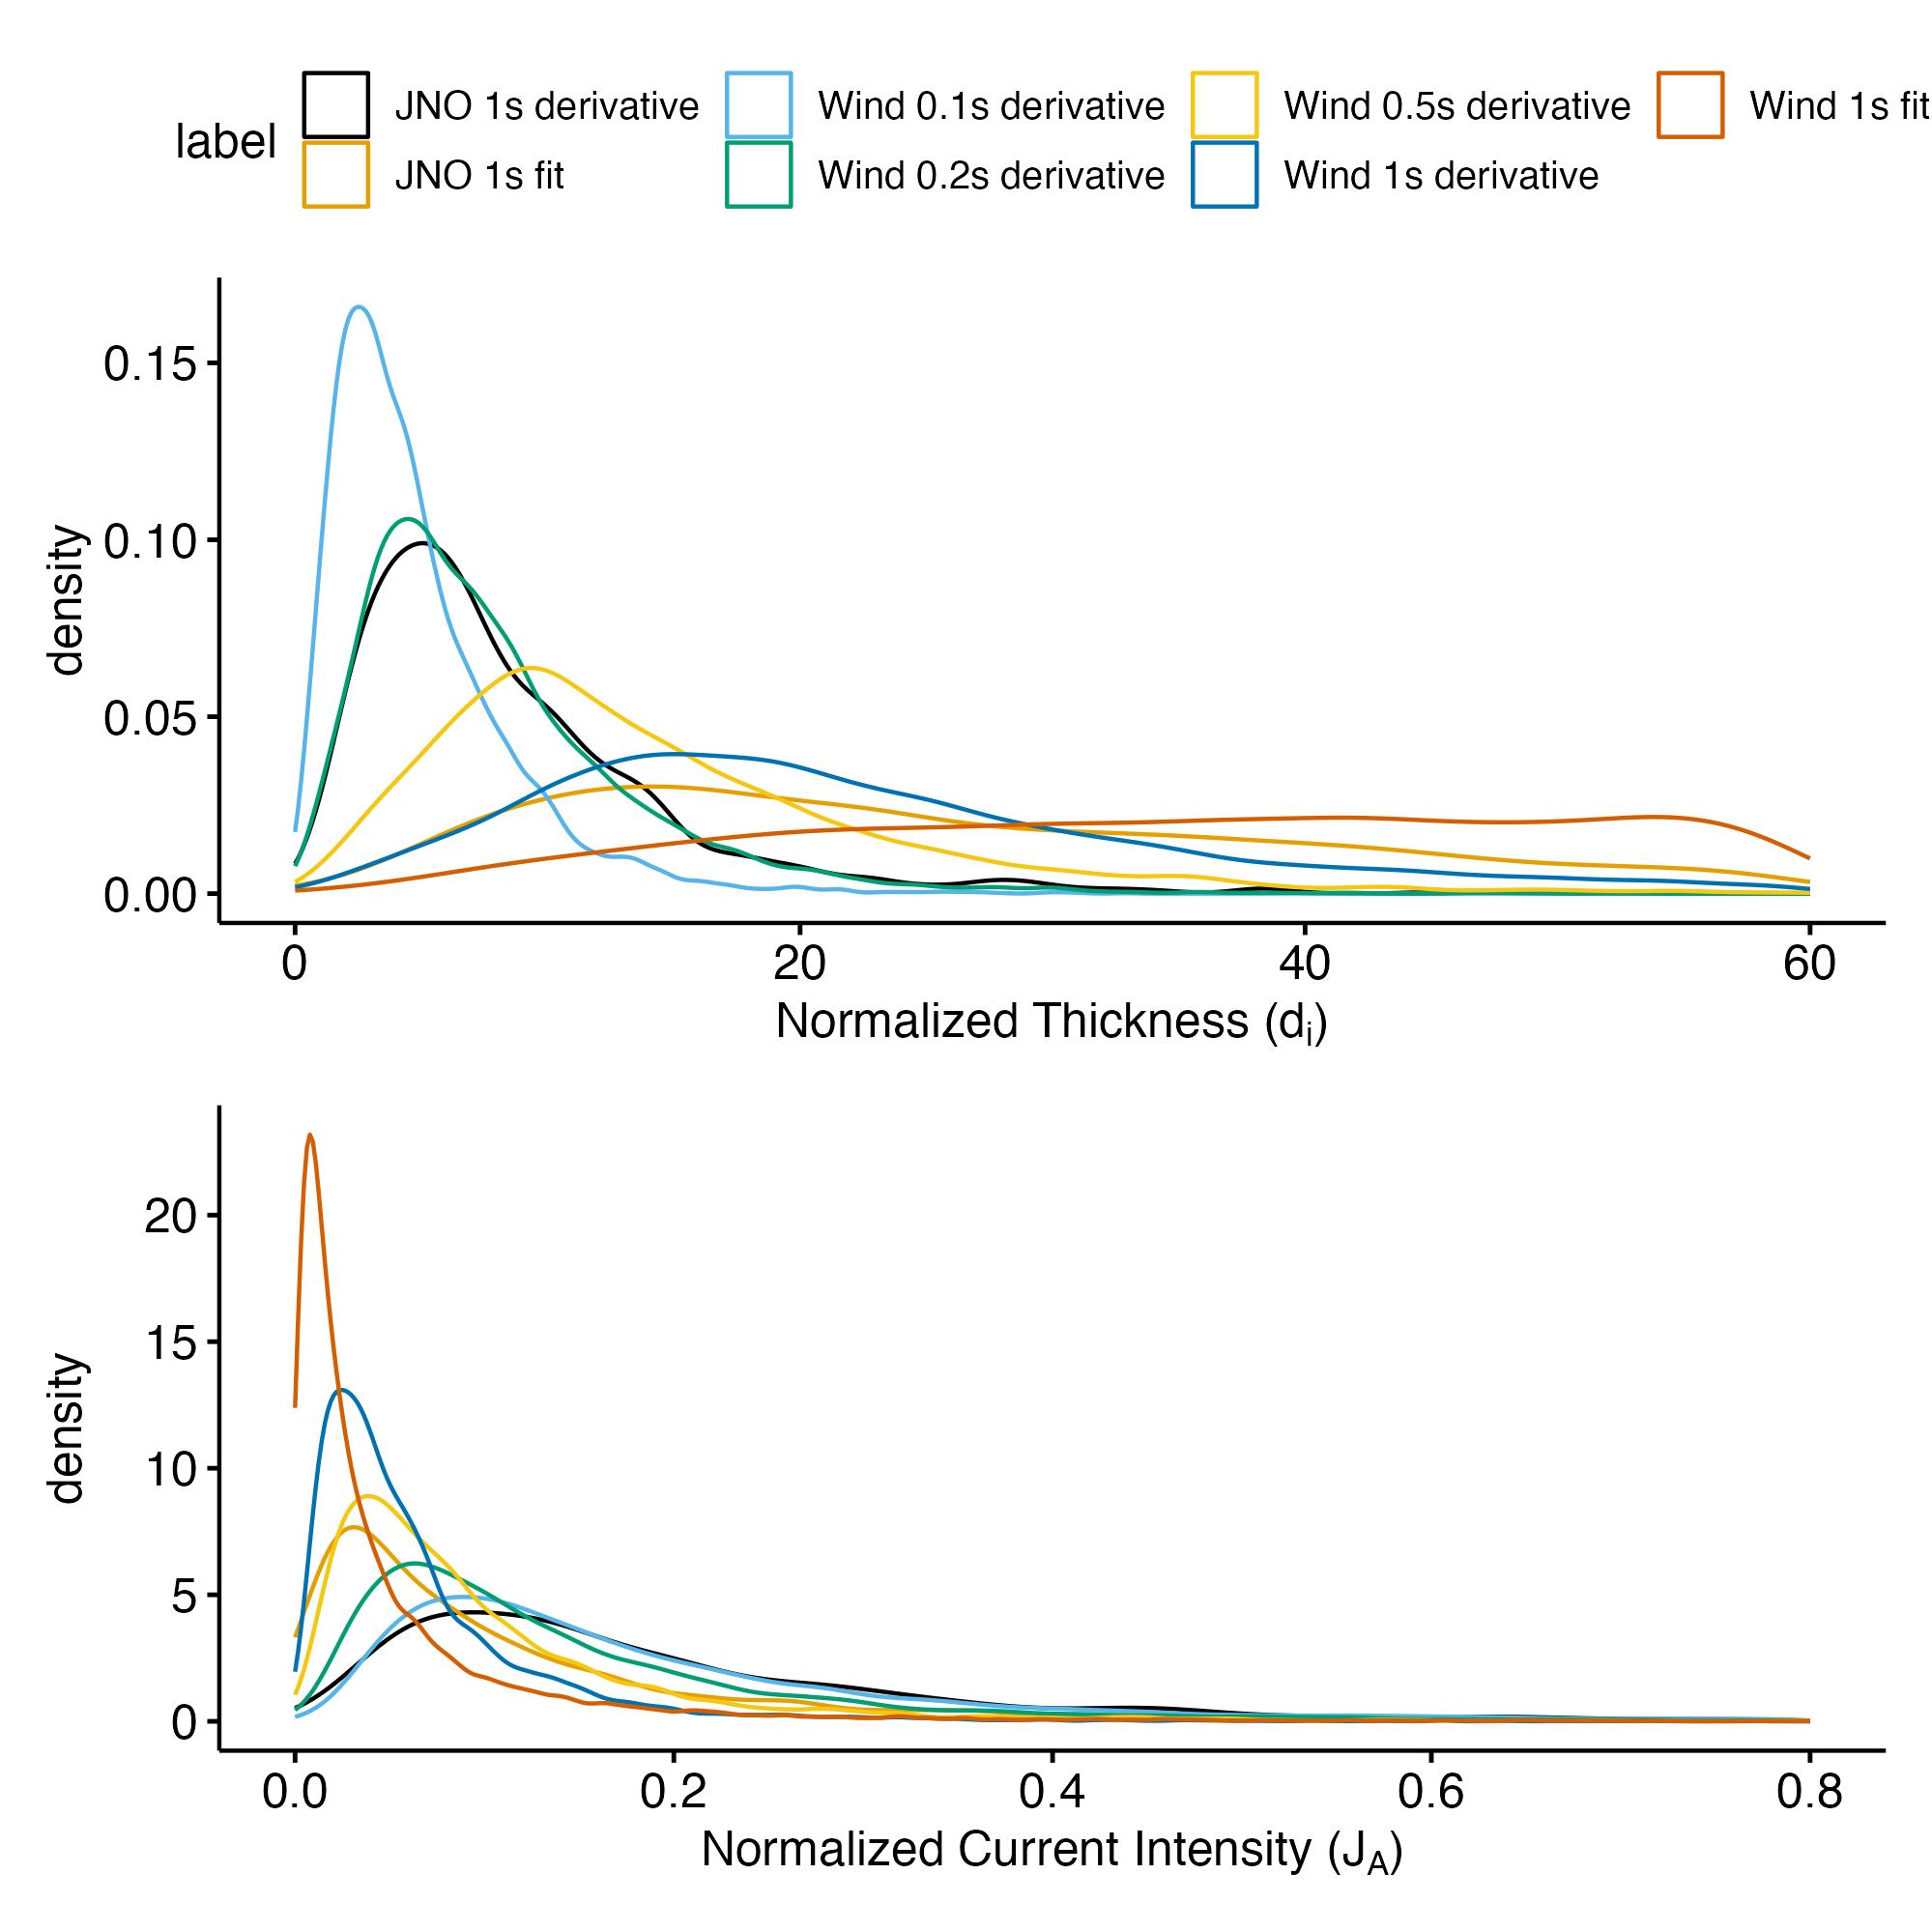 label
JNO 1s derivative Wind 0.1s derivative Wind 0.5s derivative Wind 1s fit
JNO 1s fit Wind 0.2s derivative Wind 1s derivative
density
0.15
0.10
0.05
0.00
0 20 40 60
Normalized Thickness (dᵢ)
density
20
15
10
5
0
0.0 0.2 0.4 0.6 0.8
Normalized Current Intensity (J_A)